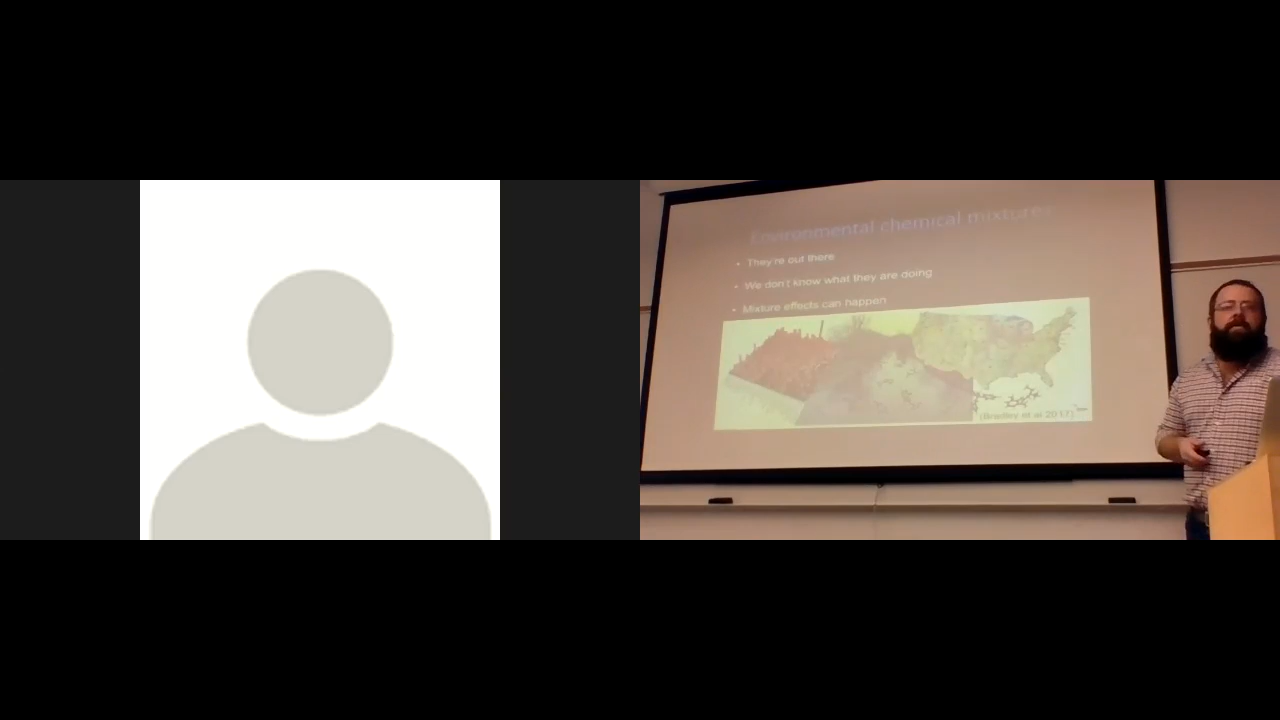 Environmental chemical mixtures
• They're out there
• We don't know what they are doing
• Mixture effects can happen
(Bradley et al 2017)